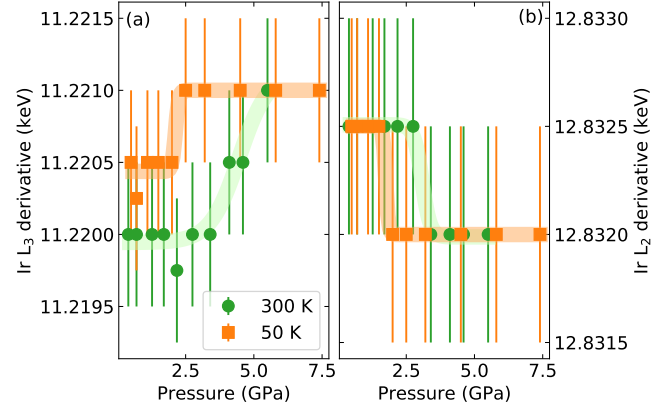 (a)
(b)
11.2215
11.2210
11.2205
11.2200
11.2195
Ir L₃ derivative (keV)
300 K
50 K
2.5
5.0
7.5
Pressure (GPa)
2.5
5.0
7.5
Pressure (GPa)
12.8330
12.8325
12.8320
12.8315
Ir L₂ derivative (keV)